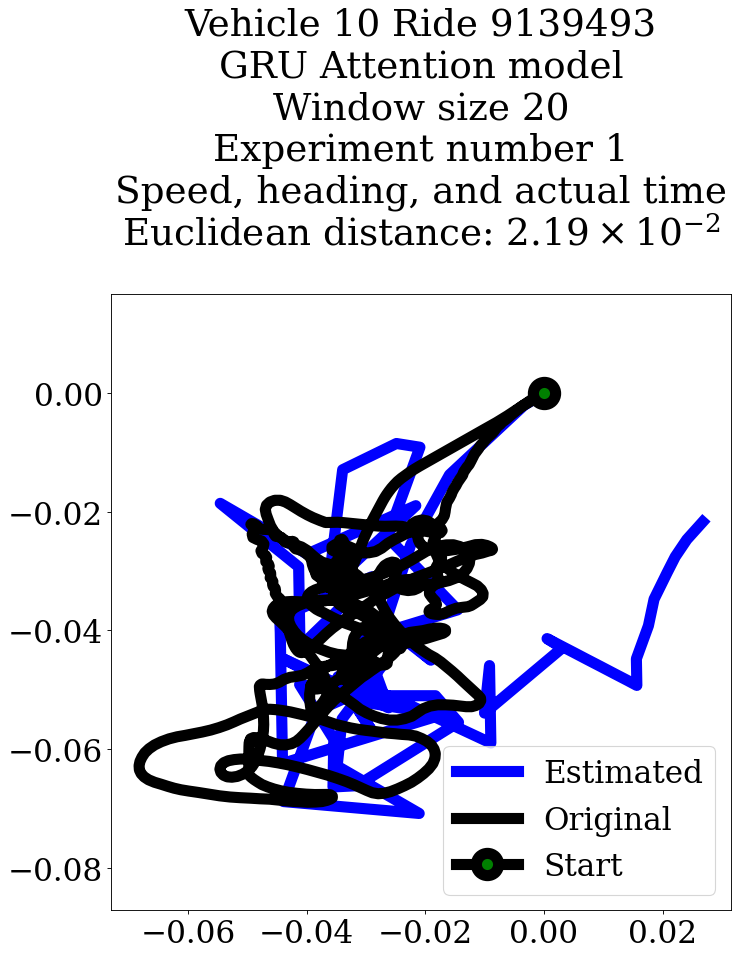 Vehicle 10 Ride 9139493
GRU Attention model
Window size 20
Experiment number 1
Speed, heading, and actual time
Euclidean distance: 2.19 × 10⁻²
0.00
−0.02
−0.04
−0.06
−0.08
Estimated
Original
Start
−0.06 −0.04 −0.02 0.00 0.02